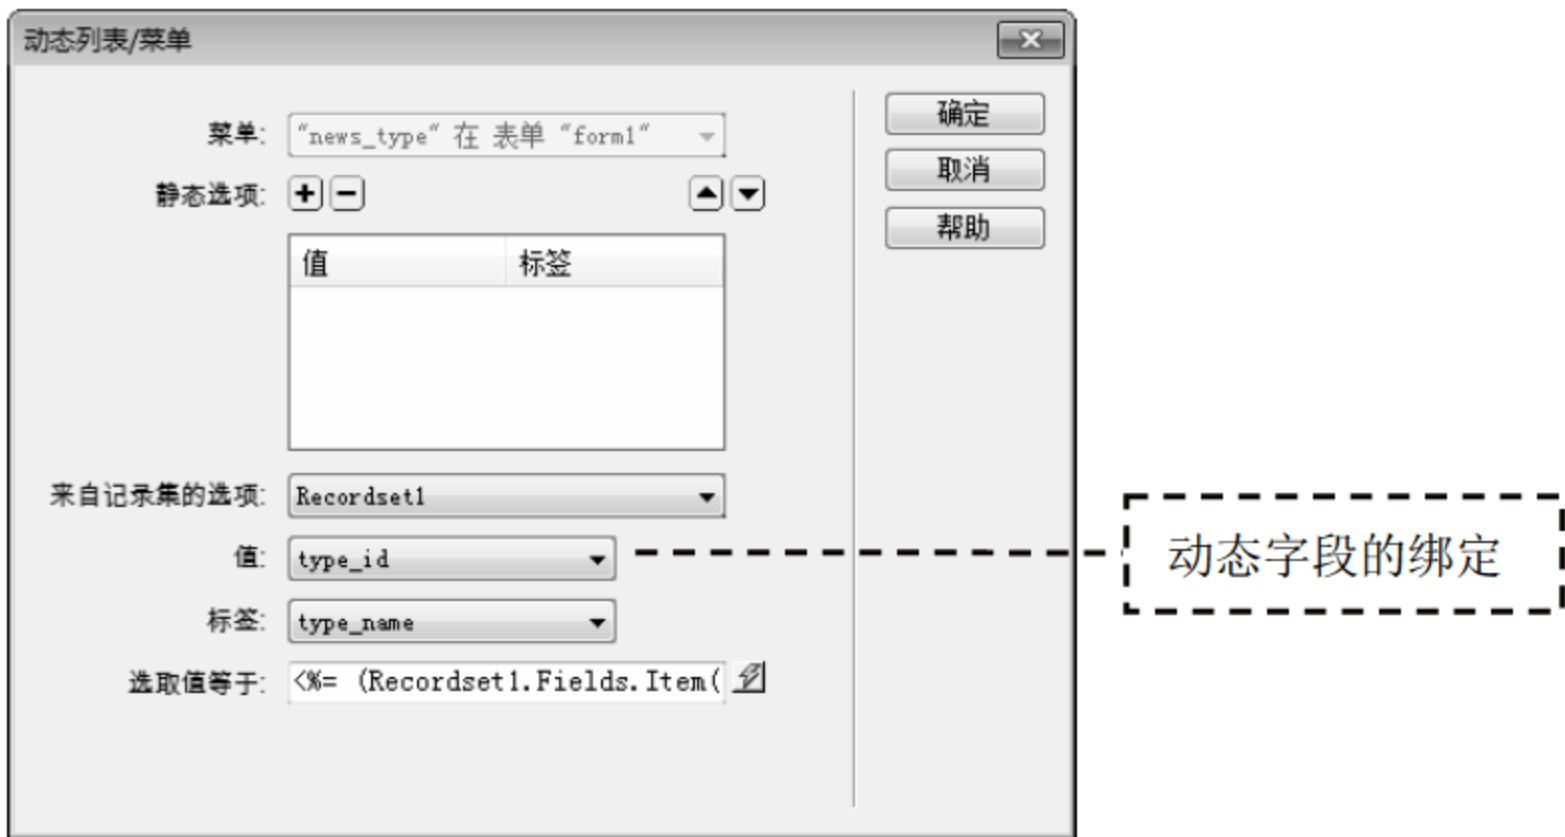 动态列表/菜单
菜单: "news_type" 在 表单 "form1"
确定
静态选项:
取消
帮助
值 标签
来自记录集的选项: Recordset1
值: type_id
动态字段的绑定
标签: type_name
选取值等于: <%= (Recordset1.Fields.Item(